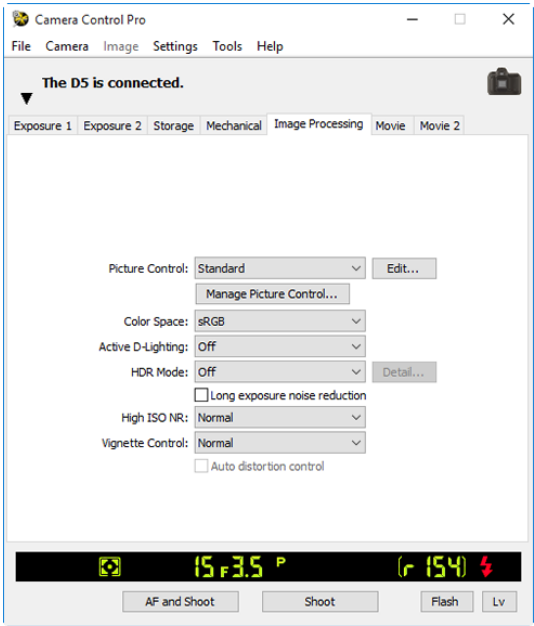 Camera Control Pro
File Camera Image Settings Tools Help
The D5 is connected.
Exposure 1 Exposure 2 Storage Mechanical Image Processing Movie Movie 2
Picture Control: Standard Edit...
Manage Picture Control...
Color Space: sRGB
Active D-Lighting: Off
HDR Mode: Off Detail...
Long exposure noise reduction
High ISO NR: Normal
Vignette Control: Normal
Auto distortion control
15 F3.5 P (r 154)
AF and Shoot Shoot Flash Lv